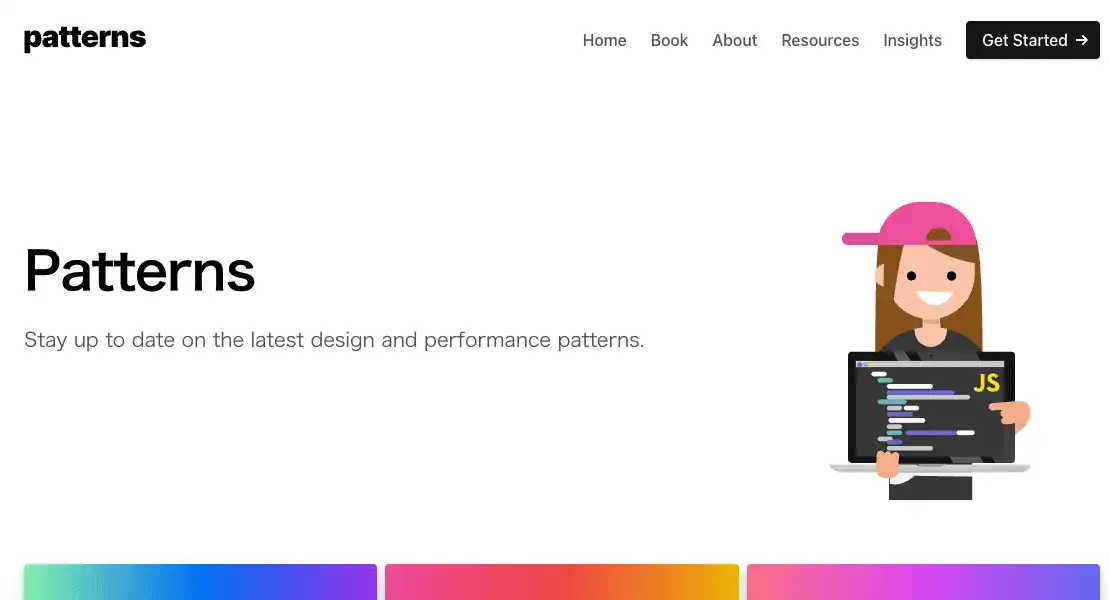 patterns
Home Book About Resources Insights Get Started →
Patterns
Stay up to date on the latest design and performance patterns.
JS